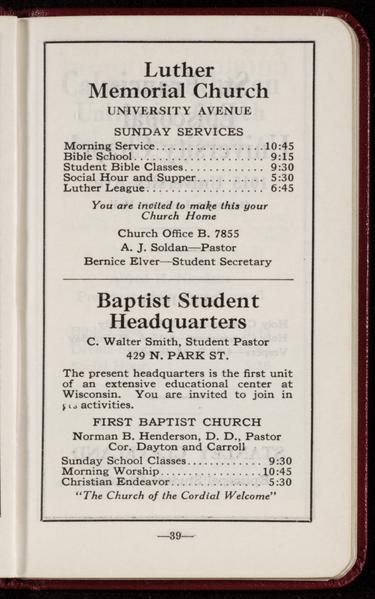 Luther
Memorial Church
UNIVERSITY AVENUE
SUNDAY SERVICES
Morning Service..................10:45
Bible School......................9:15
Student Bible Classes.............9:30
Social Hour and Supper............5:30
Luther League.....................6:45
You are invited to make this your
Church Home
Church Office B. 7855
A. J. Soldan—Pastor
Bernice Elver—Student Secretary
Baptist Student
Headquarters
C. Walter Smith, Student Pastor
429 N. PARK ST.
The present headquarters is the first unit
of an extensive educational center at
Wisconsin. You are invited to join in
activities.
FIRST BAPTIST CHURCH
Norman B. Henderson, D. D., Pastor
Cor. Dayton and Carroll
Sunday School Classes.............9:30
Morning Worship..................10:45
Christian Endeavor................5:30
"The Church of the Cordial Welcome"
—39—